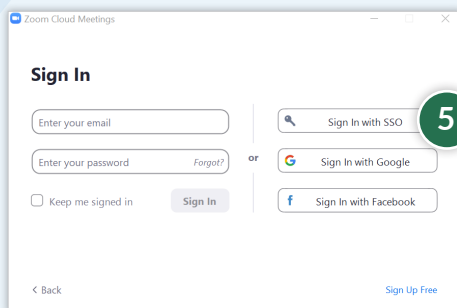 Zoom Cloud Meetings
Sign In
Enter your email
Enter your password Forgot?
Keep me signed in Sign In
or
Sign In with SSO 5
Sign In with Google
Sign In with Facebook
< Back
Sign Up Free